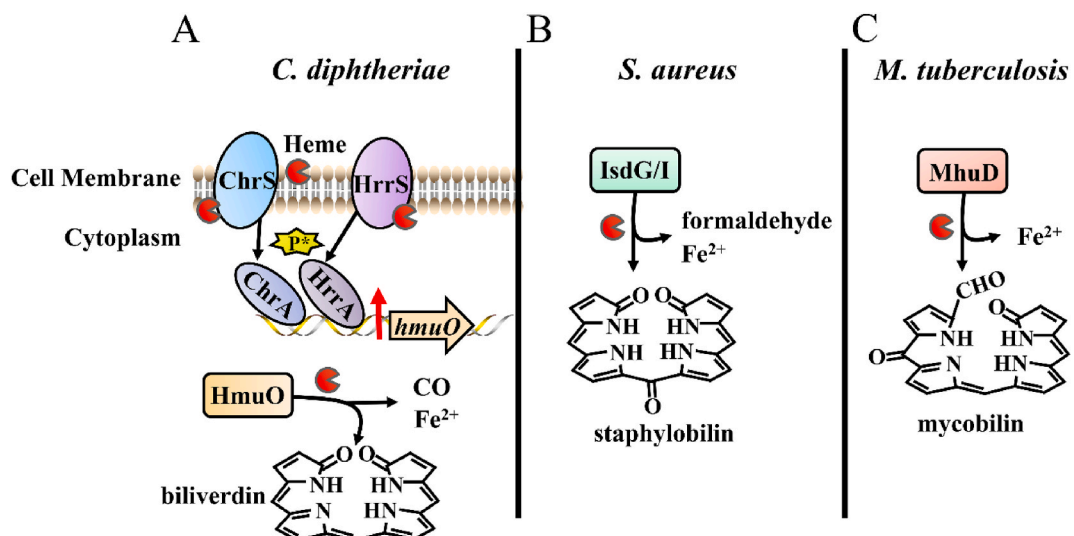 A
C. diphtheriae
Heme
Cell Membrane
ChrS
HrrS
Cytoplasm
P*
ChrA
HrrA
hmuO
HmuO
CO
Fe2+
biliverdin
O
O
NH
HN
N
HN
B
S. aureus
IsdG/I
formaldehyde
Fe2+
O
O
NH
HN
NH
HN
O
staphylobilin
C
M. tuberculosis
MhuD
Fe2+
CHO
O
NH
HN
O
N
HN
mycobilin